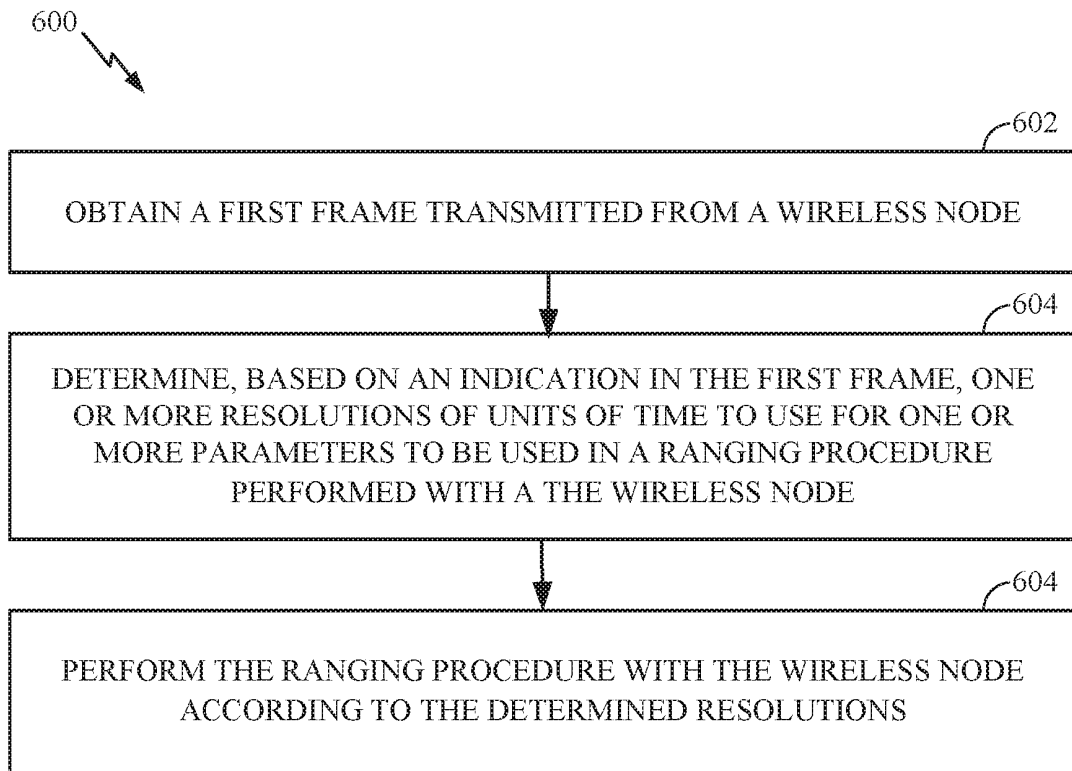 600
602
OBTAIN A FIRST FRAME TRANSMITTED FROM A WIRELESS NODE
604
DETERMINE, BASED ON AN INDICATION IN THE FIRST FRAME, ONE
OR MORE RESOLUTIONS OF UNITS OF TIME TO USE FOR ONE OR
MORE PARAMETERS TO BE USED IN A RANGING PROCEDURE
PERFORMED WITH A THE WIRELESS NODE
604
PERFORM THE RANGING PROCEDURE WITH THE WIRELESS NODE
ACCORDING TO THE DETERMINED RESOLUTIONS